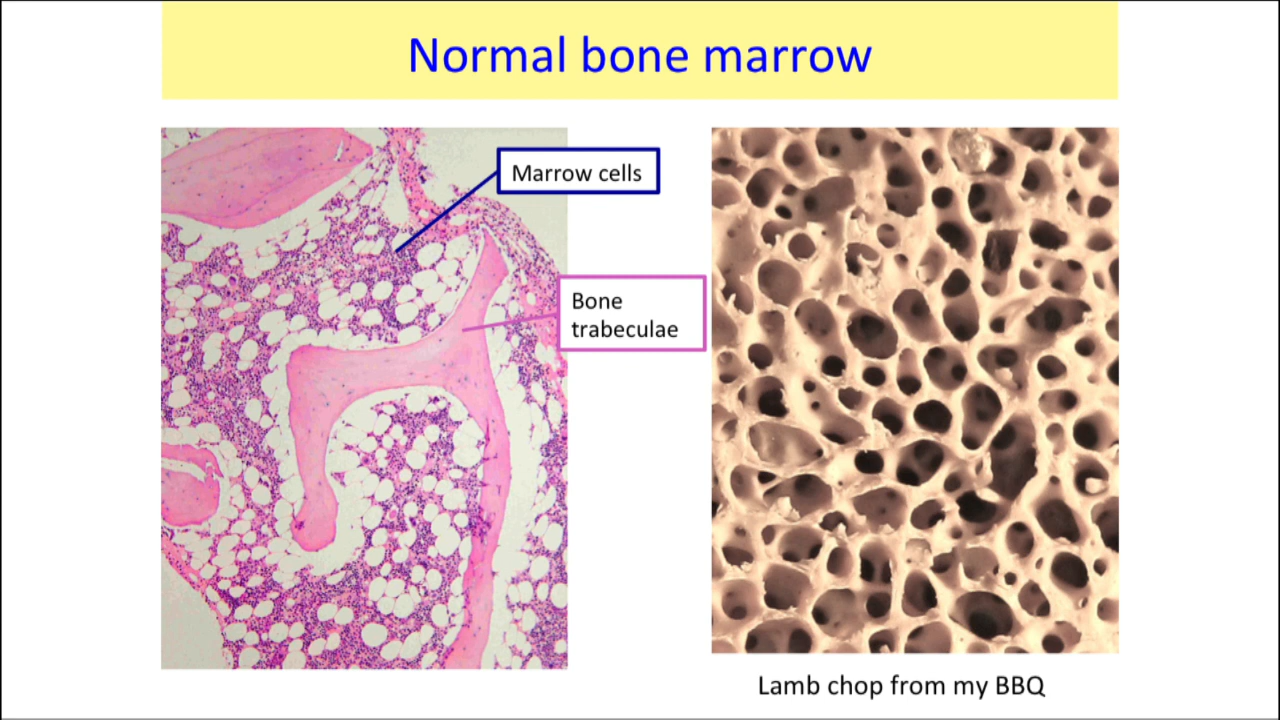 Normal bone marrow
Marrow cells
Bone
trabeculae
Lamb chop from my BBQ